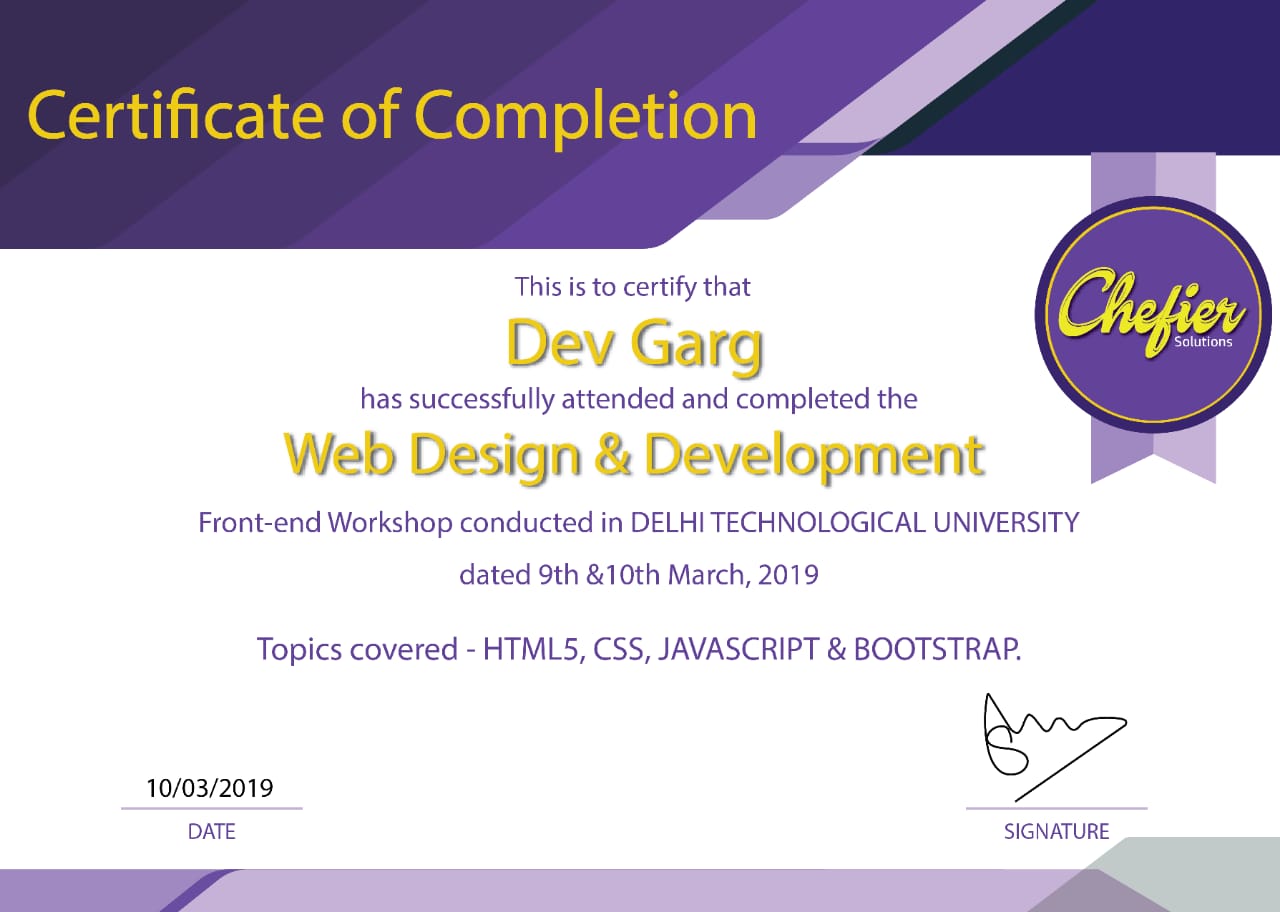 Certificate of Completion
This is to certify that
Dev Garg
has successfully attended and completed the
Web Design & Development
Front-end Workshop conducted in DELHI TECHNOLOGICAL UNIVERSITY
dated 9th &10th March, 2019
Topics covered - HTML5, CSS, JAVASCRIPT & BOOTSTRAP.
Chefier
Solutions
10/03/2019
DATE
SIGNATURE